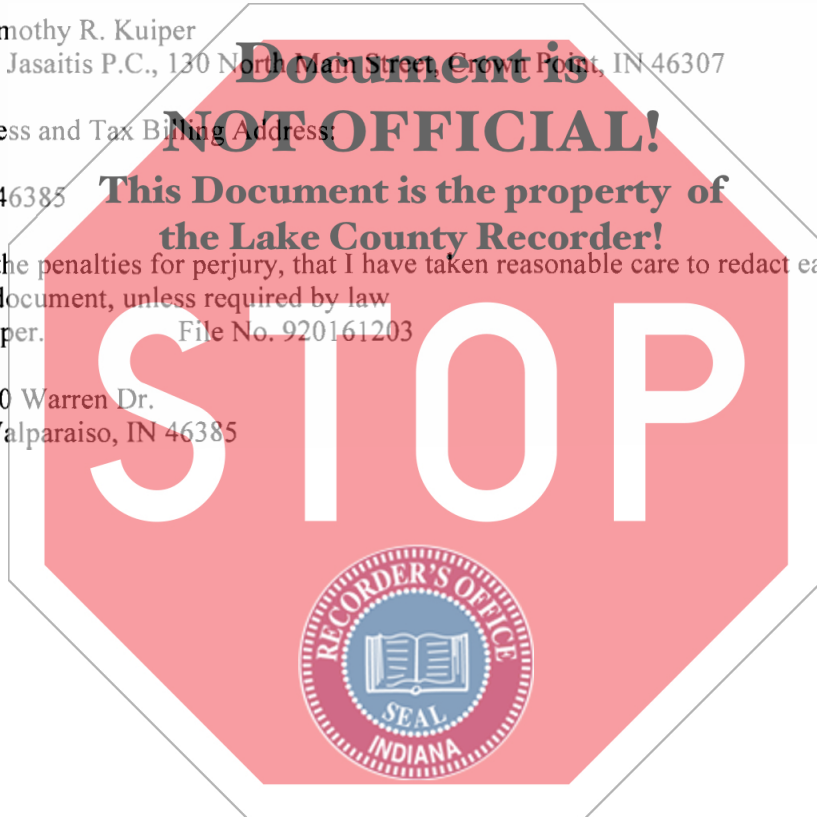 mothy R. Kuiper
Document is
Jasaitis P.C., 130 North Main Street, Crown Point, IN 46307
NOT OFFICIAL!
ess and Tax Billing Address:
This Document is the property of
46385
the Lake County Recorder!
he penalties for perjury, that I have taken reasonable care to redact ea
document, unless required by law
per. File No. 920161203
STOP
0 Warren Dr.
Valparaiso, IN 46385
RECORDER'S OFFICE
SEAL
INDIANA